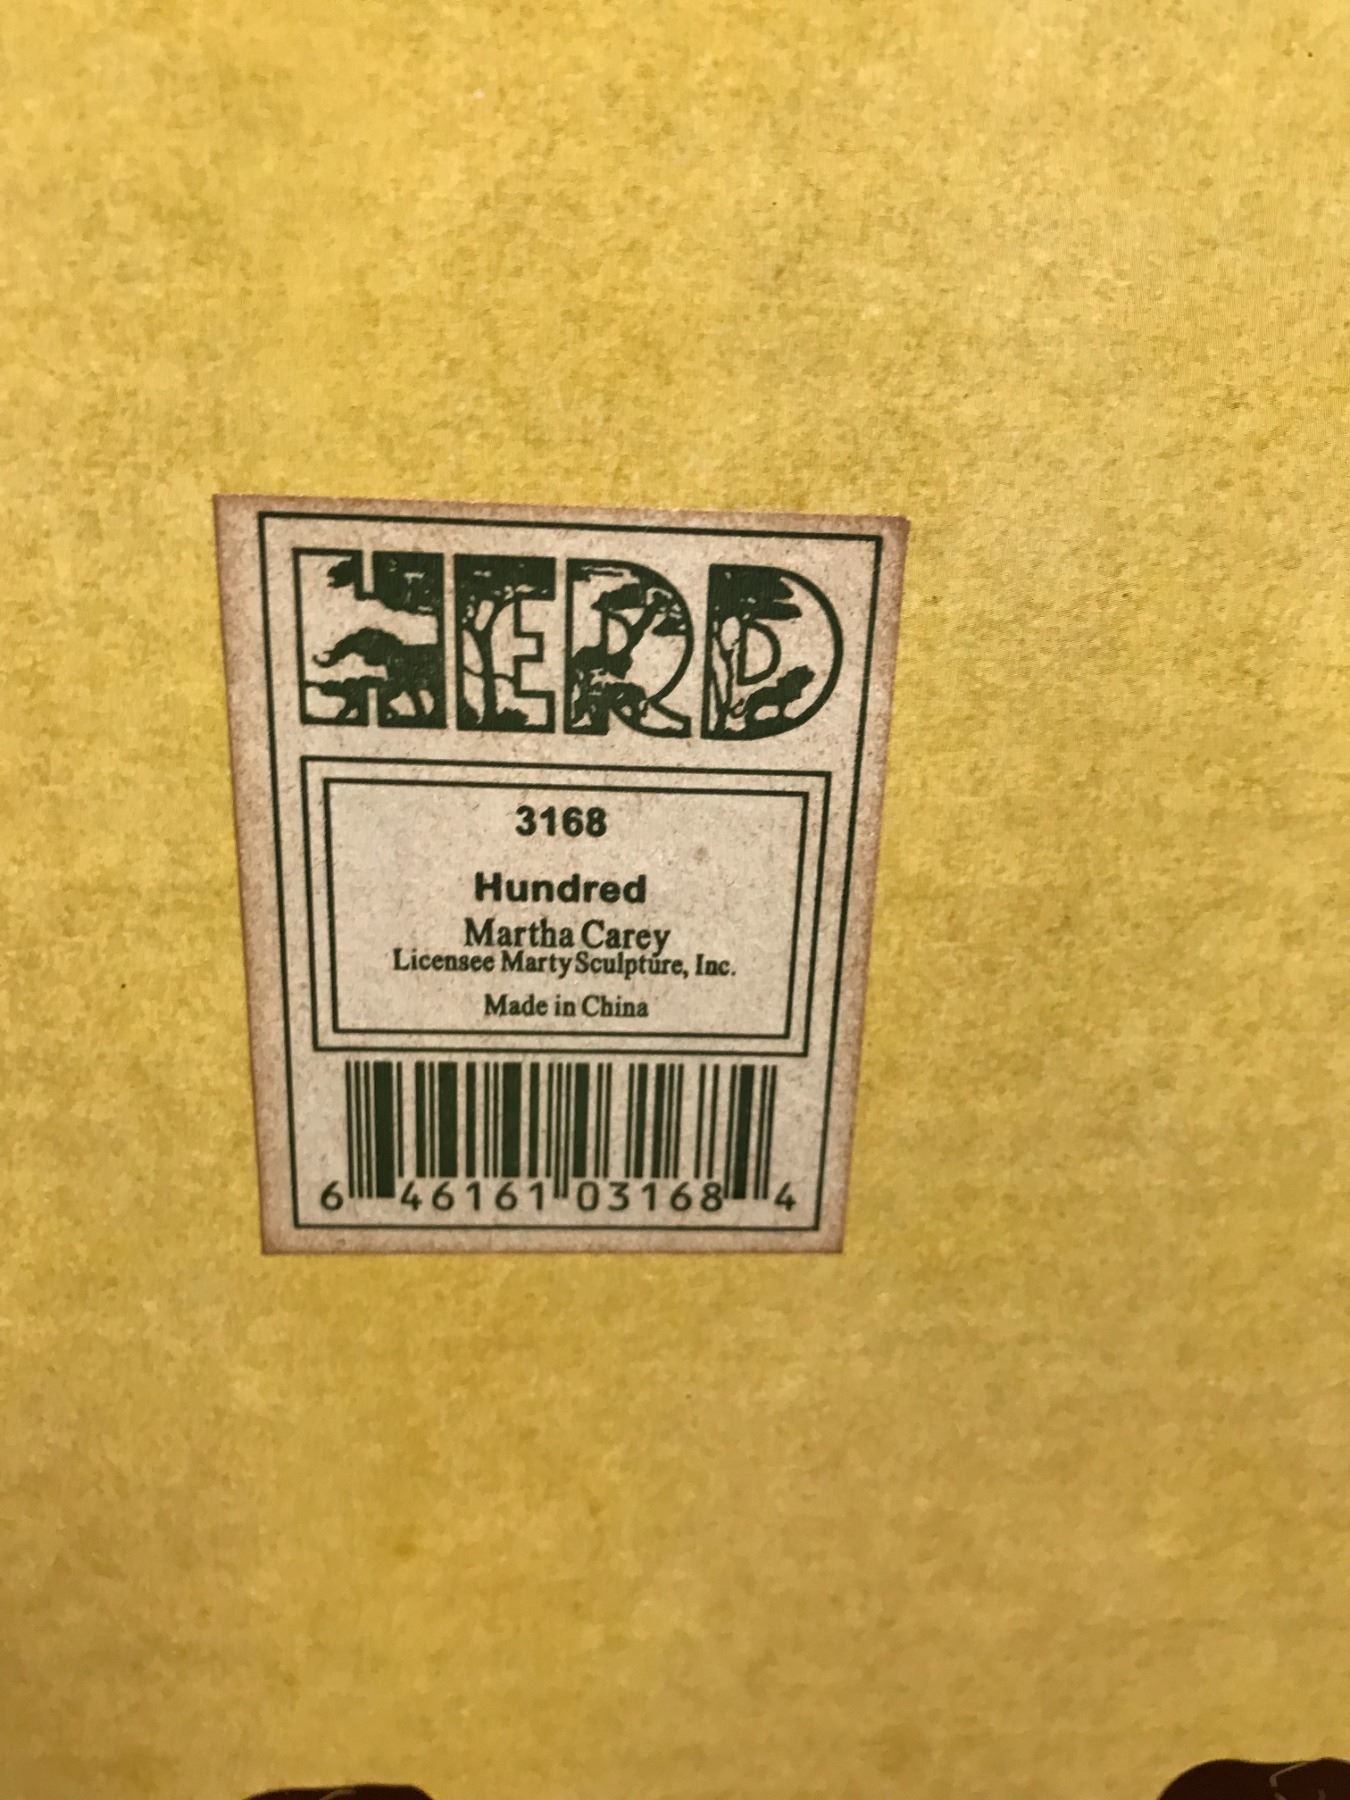 HERD
3168
Hundred
Martha Carey
Licensee Marty Sculpture, Inc.
Made in China
6 46161 03168 4